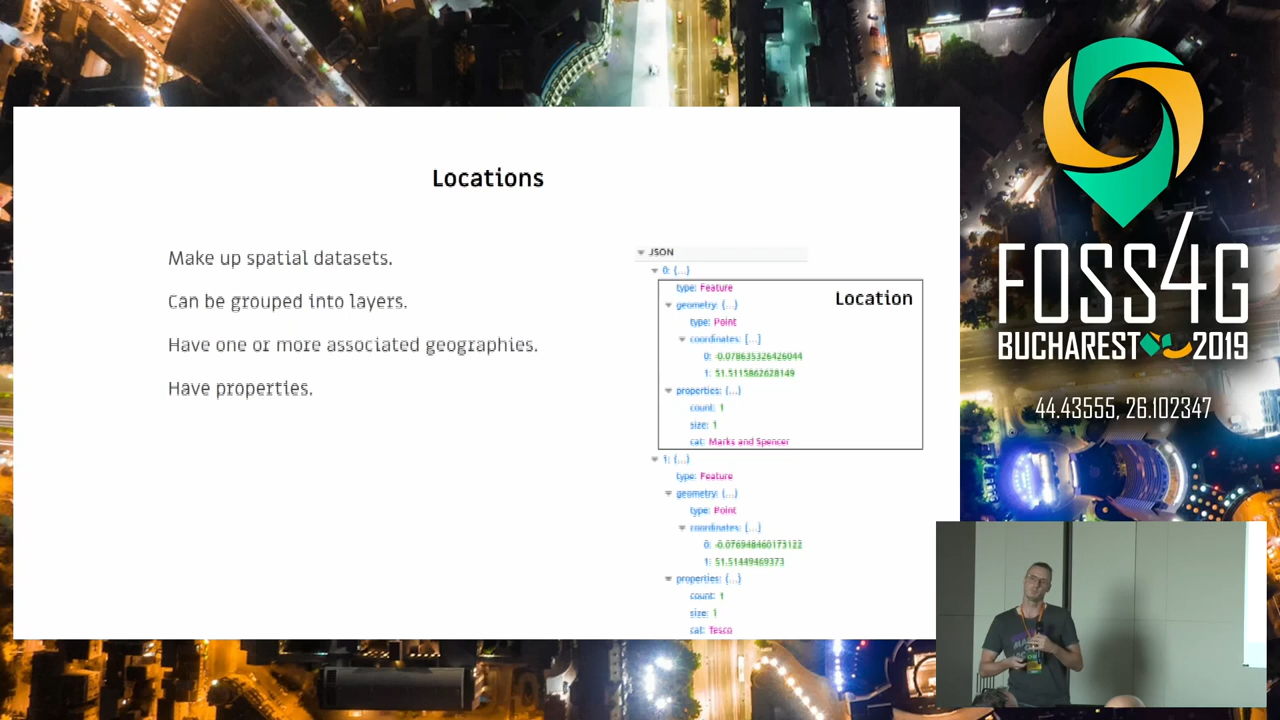 Locations
Make up spatial datasets.
Can be grouped into layers.
Have one or more associated geographies.
Have properties.
JSON
0: {...}
type: Feature
Location
geometry: {...}
type: Point
coordinates: [...]
0: -0.078635326426044
1: 51.5115862628149
properties: {...}
count: 1
size: 1
cat: Marks and Spencer
1: {...}
type: Feature
geometry: {...}
type: Point
coordinates: [...]
0: -0.076948460173122
1: 51.51449469373
properties: {...}
count: 1
size: 1
cat: Tesco
FOSS4G
BUCHAREST 2019
44.43555, 26.102347